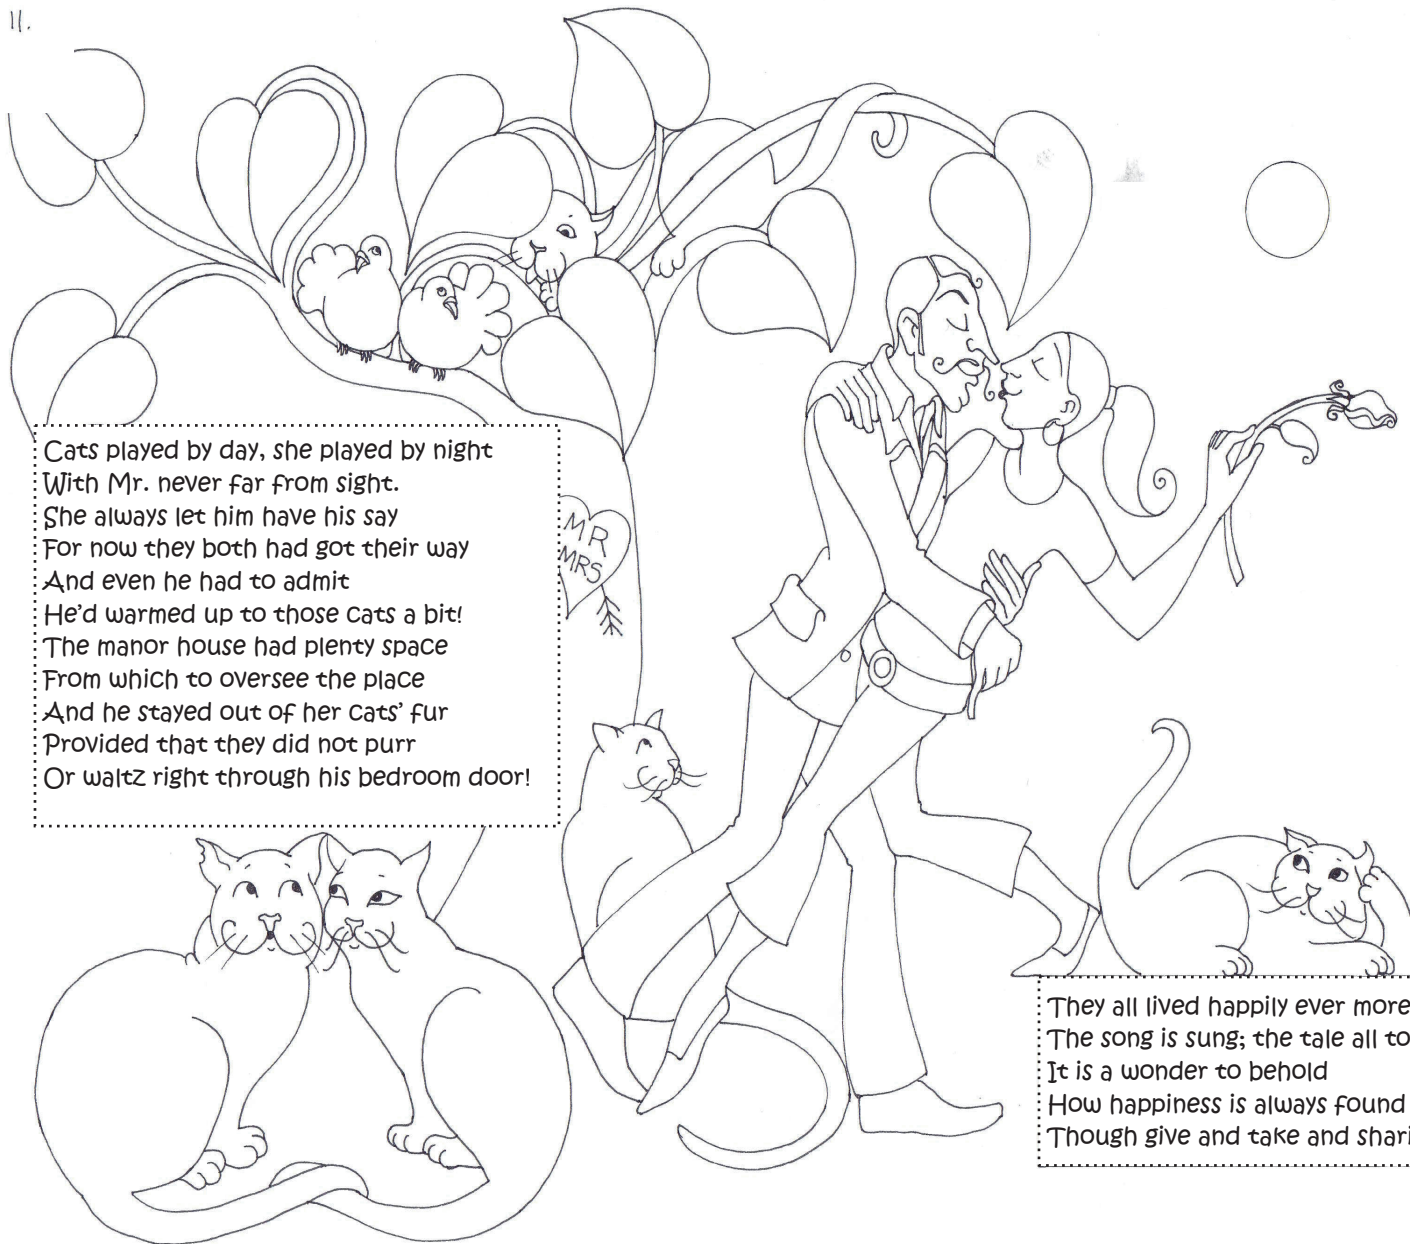 11.
Cats played by day, she played by night
With Mr. never far from sight.
She always let him have his say
For now they both had got their way
And even he had to admit
He'd warmed up to those cats a bit!
The manor house had plenty space
From which to oversee the place
And he stayed out of her cats' fur
Provided that they did not purr
Or waltz right through his bedroom door!
MR
MRS
They all lived happily ever more
The song is sung; the tale all
It is a wonder to behold
How happiness is always found
Though give and take and